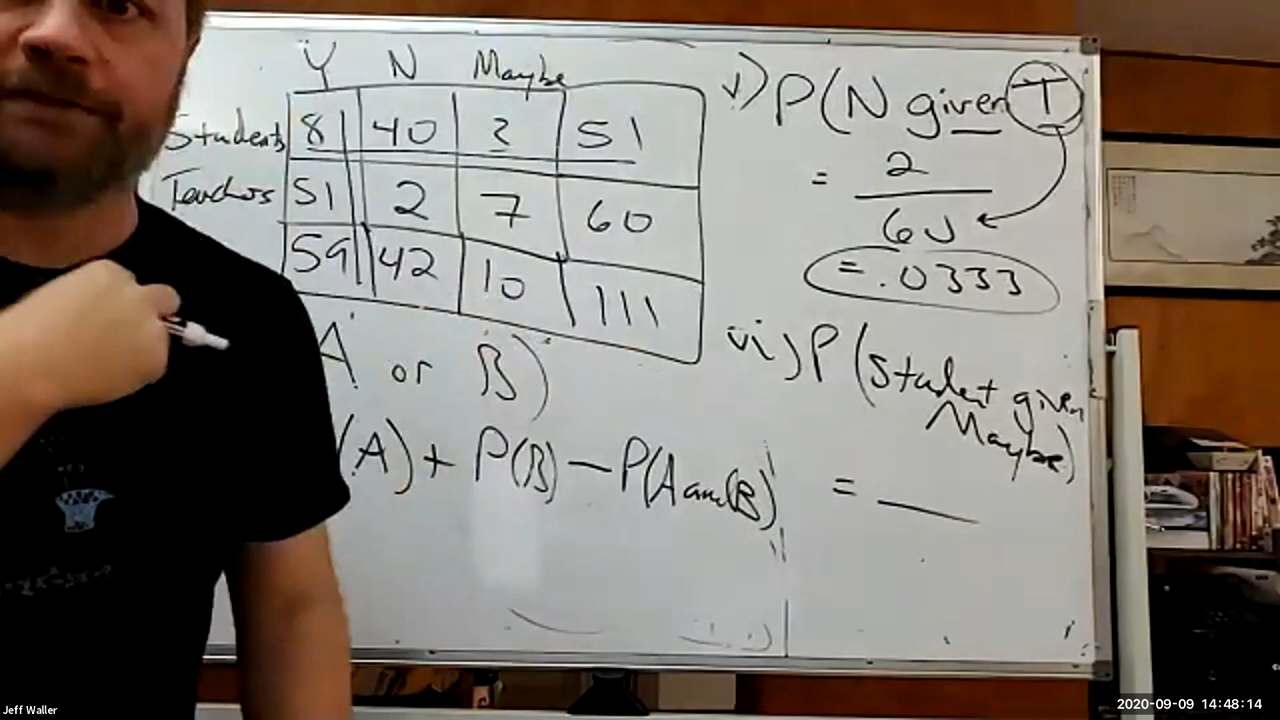 Y N Maybe
Students 8 40 3 51
Teachers 51 2 7 60
59 42 10 111
A or B)
(A) + P(B) - P(A and B)
v) P(N given T
= 2
60
= .0333
vi) P(Student given
Maybe)
= __
Jeff Waller
2020-09-09 14:48:14